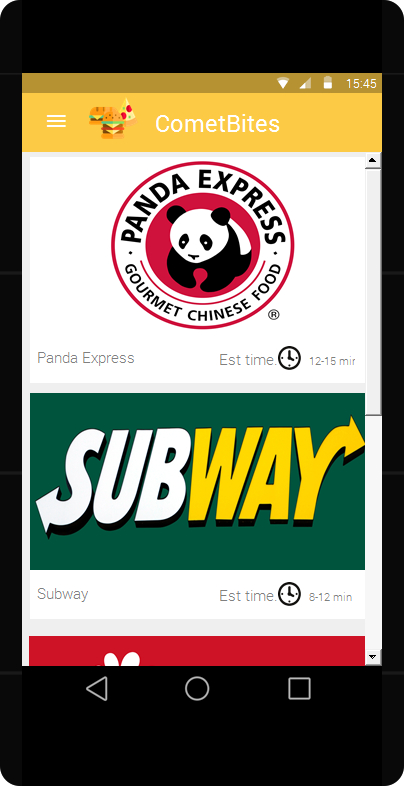 15:45
CometBites
PANDA EXPRESS
GOURMET CHINESE FOOD
®
Panda Express
Est time.
12-15 min
SUBWAY
Subway
Est time.
8-12 min